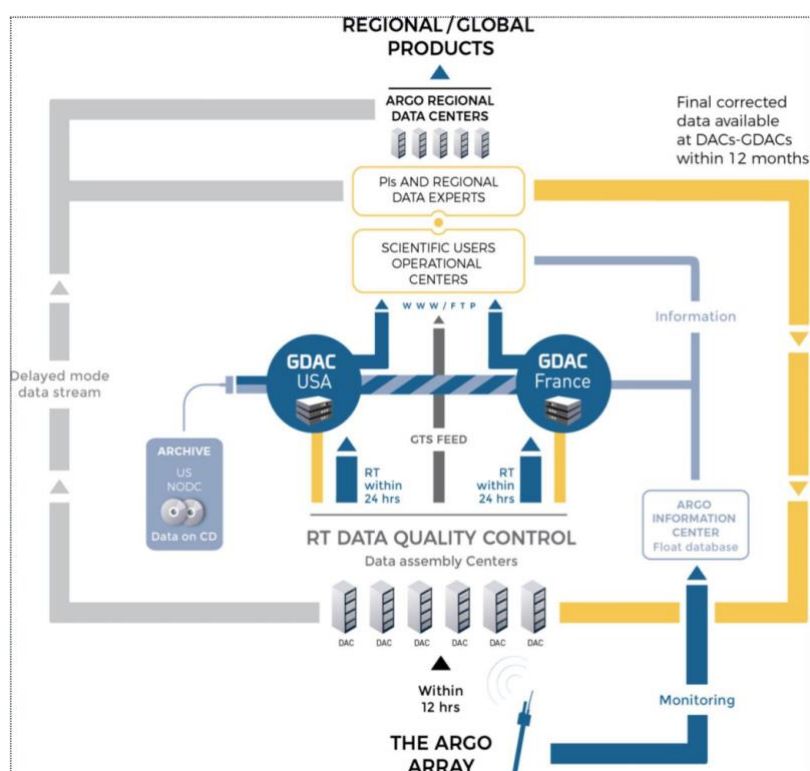 REGIONAL/GLOBAL
PRODUCTS
ARGO REGIONAL
DATA CENTERS
Final corrected
data available
at DACs-GDACs
within 12 months
PIs AND REGIONAL
DATA EXPERTS
SCIENTIFIC USERS
OPERATIONAL
CENTERS
WWW/FTP
Information
GDAC
USA
GDAC
France
Delayed mode
data stream
GTS FEED
ARCHIVE
US
NODC
Data on CD
RT
within
24 hrs
RT
within
24 hrs
ARGO
INFORMATION
CENTER
Float database
RT DATA QUALITY CONTROL
Data assembly Centers
DAC DAC DAC DAC DAC DAC
Within
12 hrs
Monitoring
THE ARGO
ARRAY